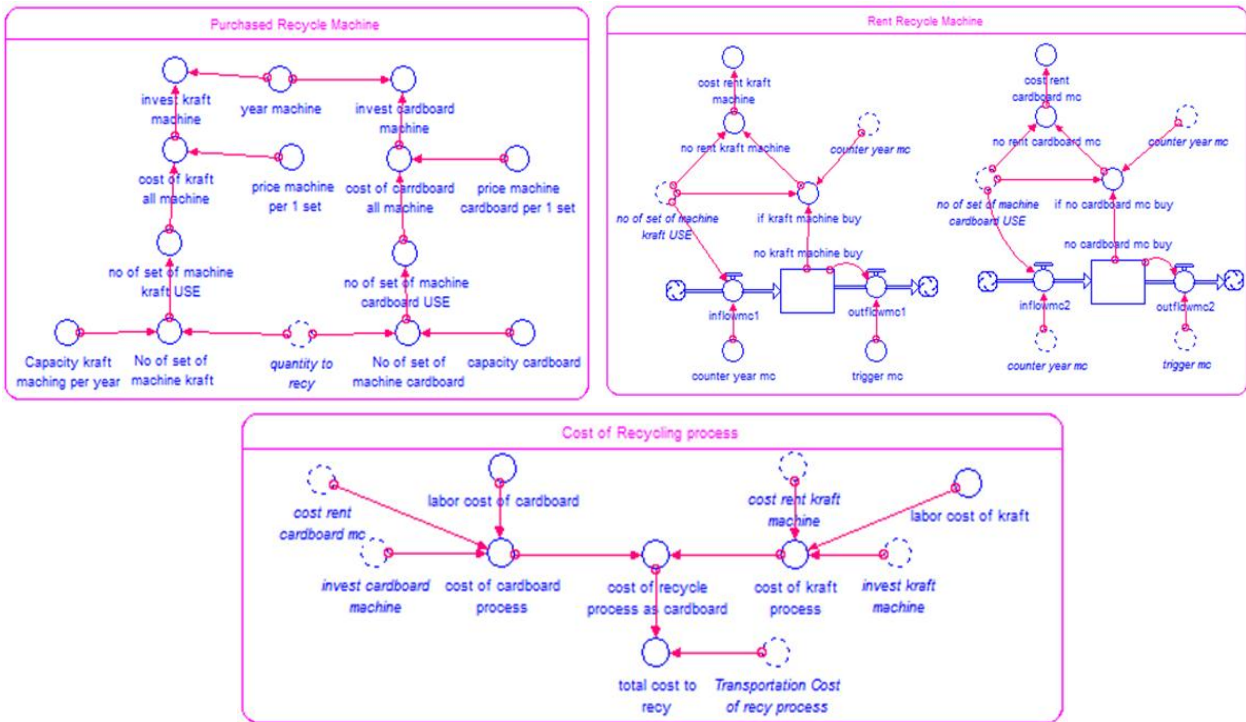 Purchased Recycle Machine
invest kraft
machine
year machine
invest cardboard
machine
cost of kraft
all machine
price machine
per 1 set
cost of carrdboard
all machine
price machine
cardboard per 1 set
no of set of machine
kraft USE
no of set of machine
cardboard USE
Capacity kraft
maching per year
No of set of
machine kraft
quantity to
recy
No of set of
machine cardboard
capacity cardboard
Rent Recycle Machine
cost rent kraft
machine
no rent kraft machine
counter year mc
no of set of machine
kraft USE
if kraft machine buy
no kraft machine buy
inflowmc1
outflowmc1
counter year mc
trigger mc
cost rent
cardboard mc
no rent cardboard mc
counter year mc
no of set of machine
cardboard USE
if no cardboard mc buy
no cardboard mc buy
inflowmc2
outflowmc2
counter year mc
trigger mc
Cost of Recycling process
cost rent
cardboard mc
labor cost of cardboard
cost rent kraft
machine
labor cost of kraft
invest cardboard
machine
cost of cardboard
process
cost of recycle
process as cardboard
cost of kraft
process
invest kraft
machine
total cost to
recy
Transportation Cost
of recy process